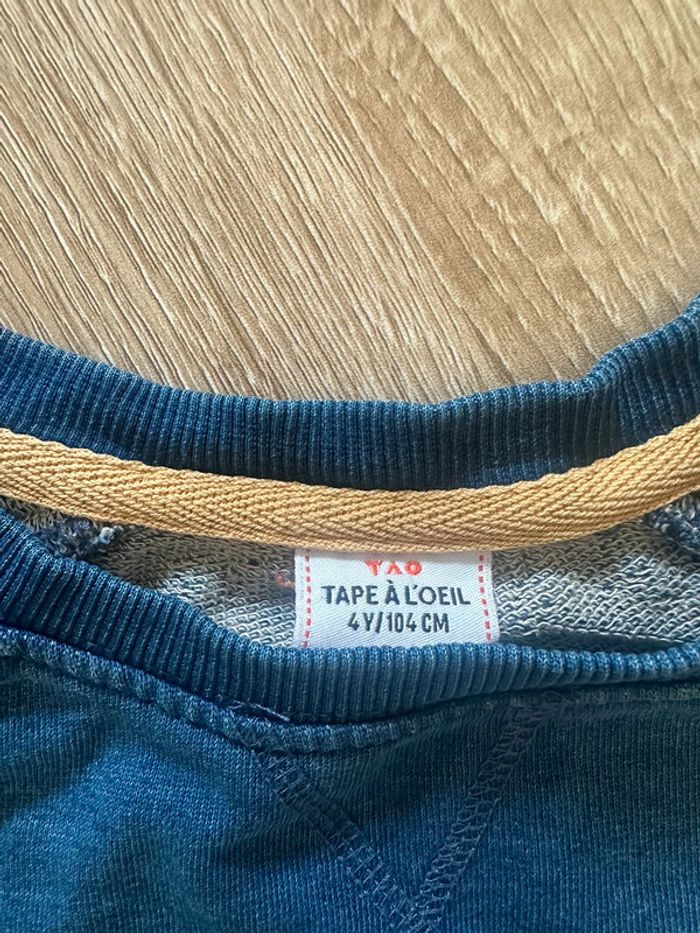 TAO
TAPE À L'OEIL
4Y/104 CM